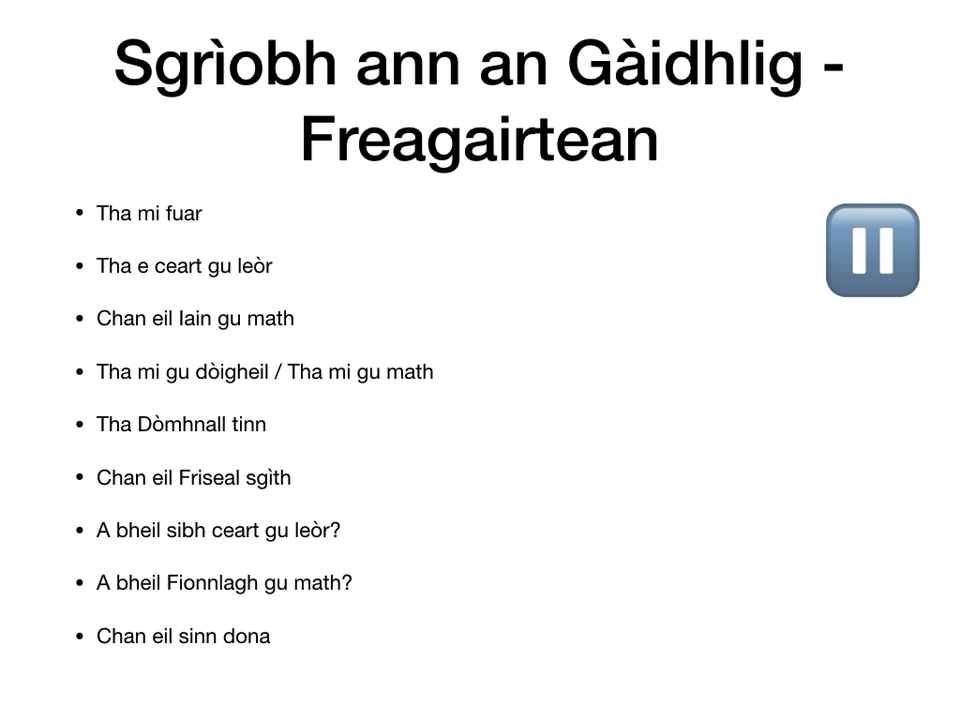 Sgrìobh ann an Gàidhlig -
Freagairtean
• Tha mi fuar
• Tha e ceart gu leòr
• Chan eil Iain gu math
• Tha mi gu dòigheil / Tha mi gu math
• Tha Dòmhnall tinn
• Chan eil Friseal sgìth
• A bheil sibh ceart gu leòr?
• A bheil Fionnlagh gu math?
• Chan eil sinn dona